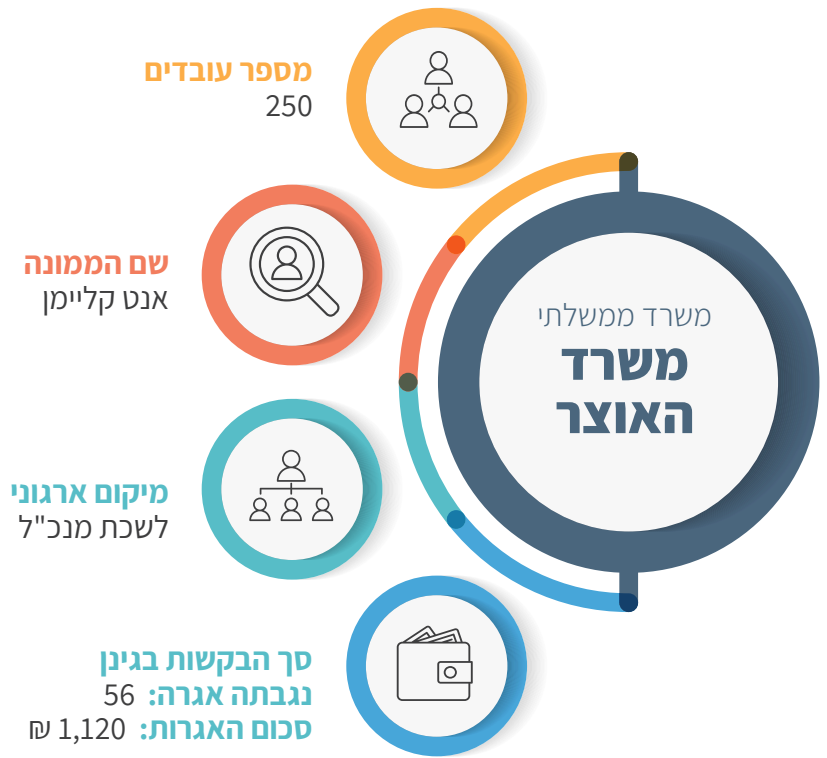 משרד ממשלתי
משרד
האוצר
מספר עובדים
250
שם הממונה
אנט קליימן
מיקום ארגוני
לשכת מנכ"ל
סך הבקשות בגינן
נגבתה אגרה: 56
סכום האגרות: 1,120 ₪